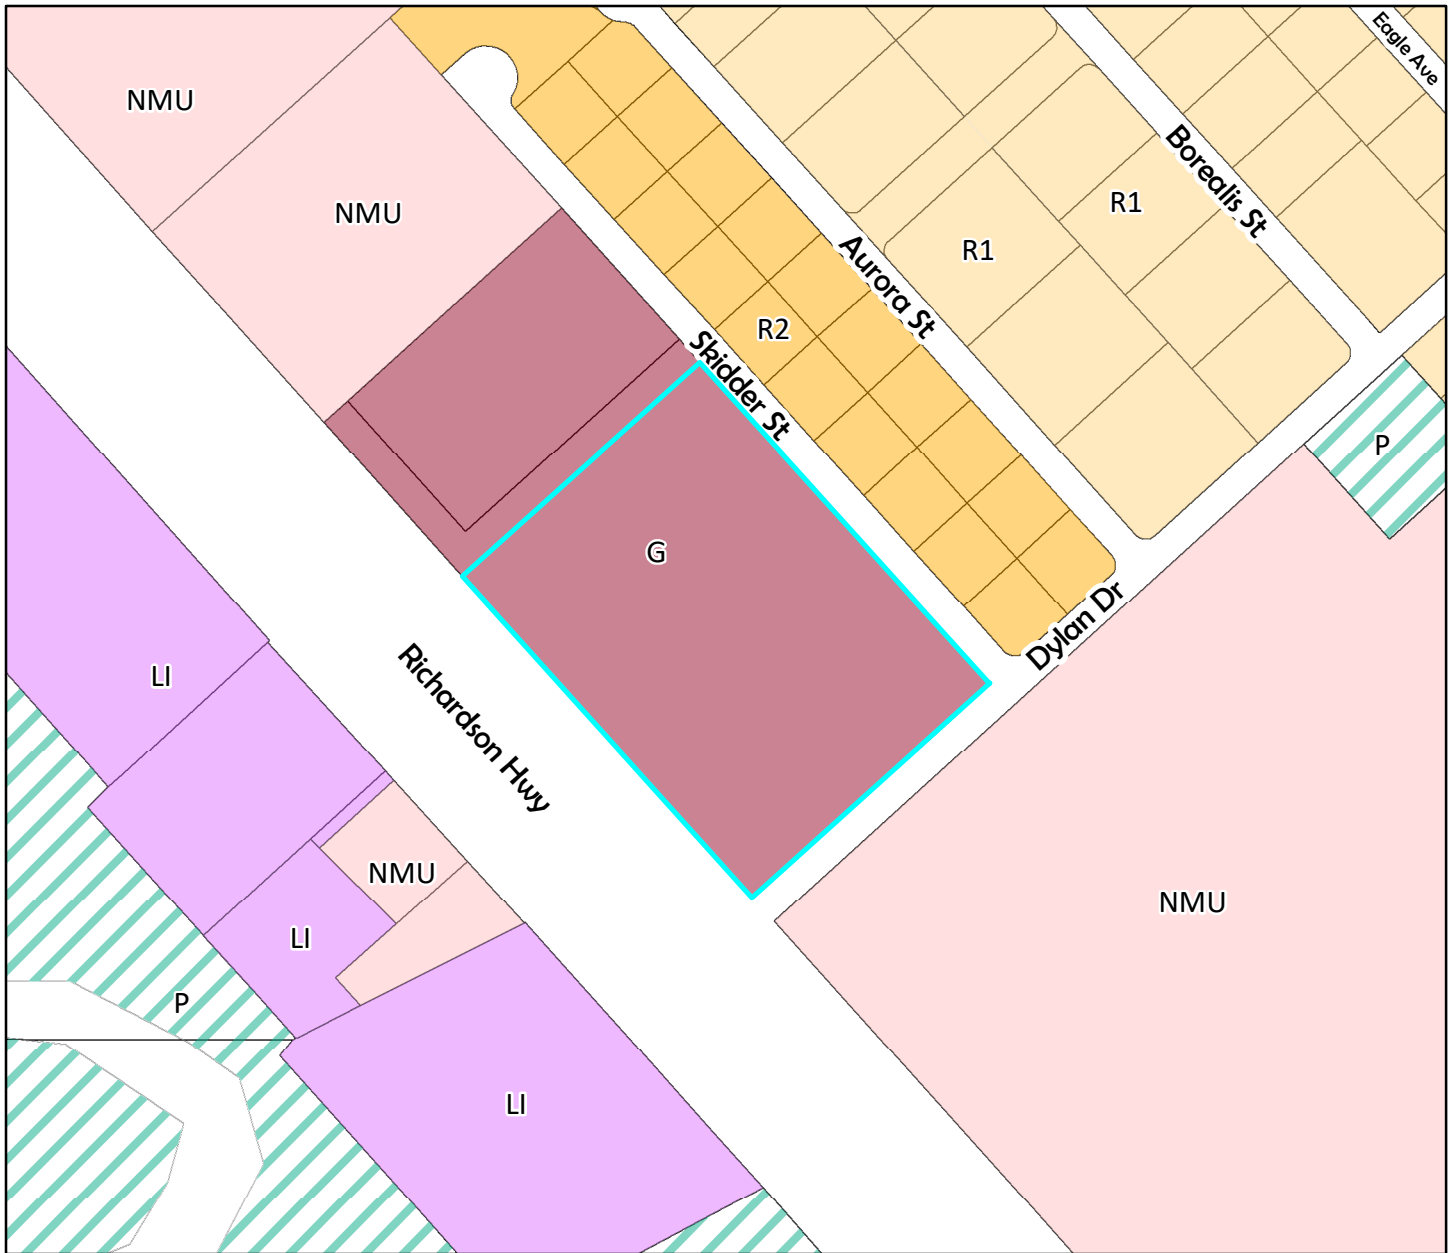 Eagle Ave
NMU
Borealis St
R1
NMU
R1
Aurora St
R2
Skidder St
P
G
Dylan Dr
LI
Richardson Hwy
NMU
NMU
LI
P
LI